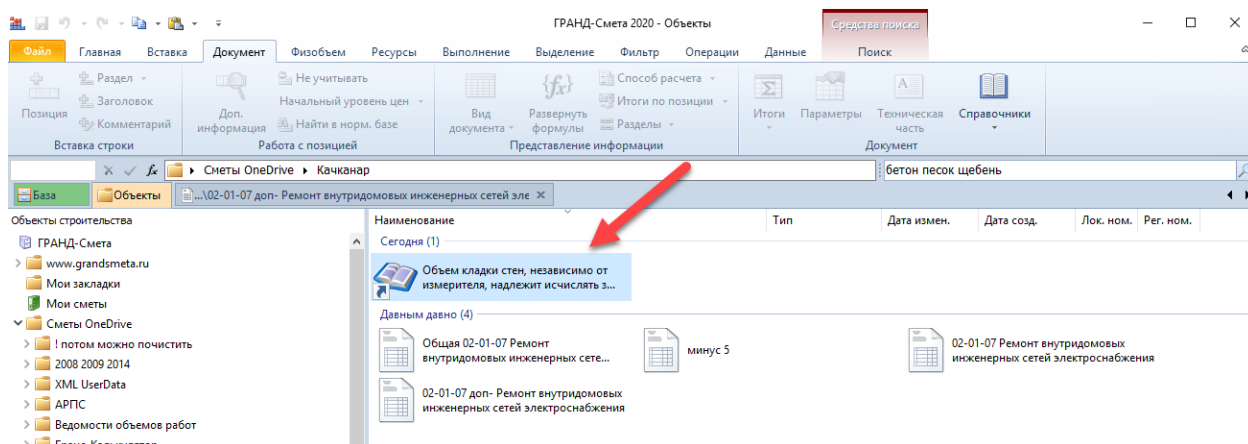 ГРАНД-Смета 2020 - Объекты
Средства поиска
Файл Главная Вставка Документ Физобъем Ресурсы Выполнение Выделение Фильтр Операции Данные Поиск
Позиция
Раздел
Заголовок
Комментарий
Вставка строки
Доп. информация
Не учитывать
Начальный уровень цен
Найти в норм. базе
Работа с позицией
Вид документа
Развернуть формулы
Способ расчета
Итоги по позиции
Разделы
Представление информации
Итоги
Параметры
Техническая часть
Справочники
Документ
Сметы OneDrive Качканар
бетон песок щебень
База Объекты ...\02-01-07 доп- Ремонт внутридомовых инженерных сетей эле
Объекты строительства
ГРАНД-Смета
www.grandsmeta.ru
Мои закладки
Мои сметы
Сметы OneDrive
! потом можно почистить
2008 2009 2014
XML UserData
АРПС
Ведомости объемов работ
Наименование Тип Дата измен. Дата созд. Лок. ном. Рег. ном.
Сегодня (1)
Объем кладки стен, независимо от
измерителя, надлежит исчислять з...
Давным давно (4)
Общая 02-01-07 Ремонт
внутридомовых инженерных сете...
минус 5
02-01-07 Ремонт внутридомовых
инженерных сетей электроснабжения
02-01-07 доп- Ремонт внутридомовых
инженерных сетей электроснабжения